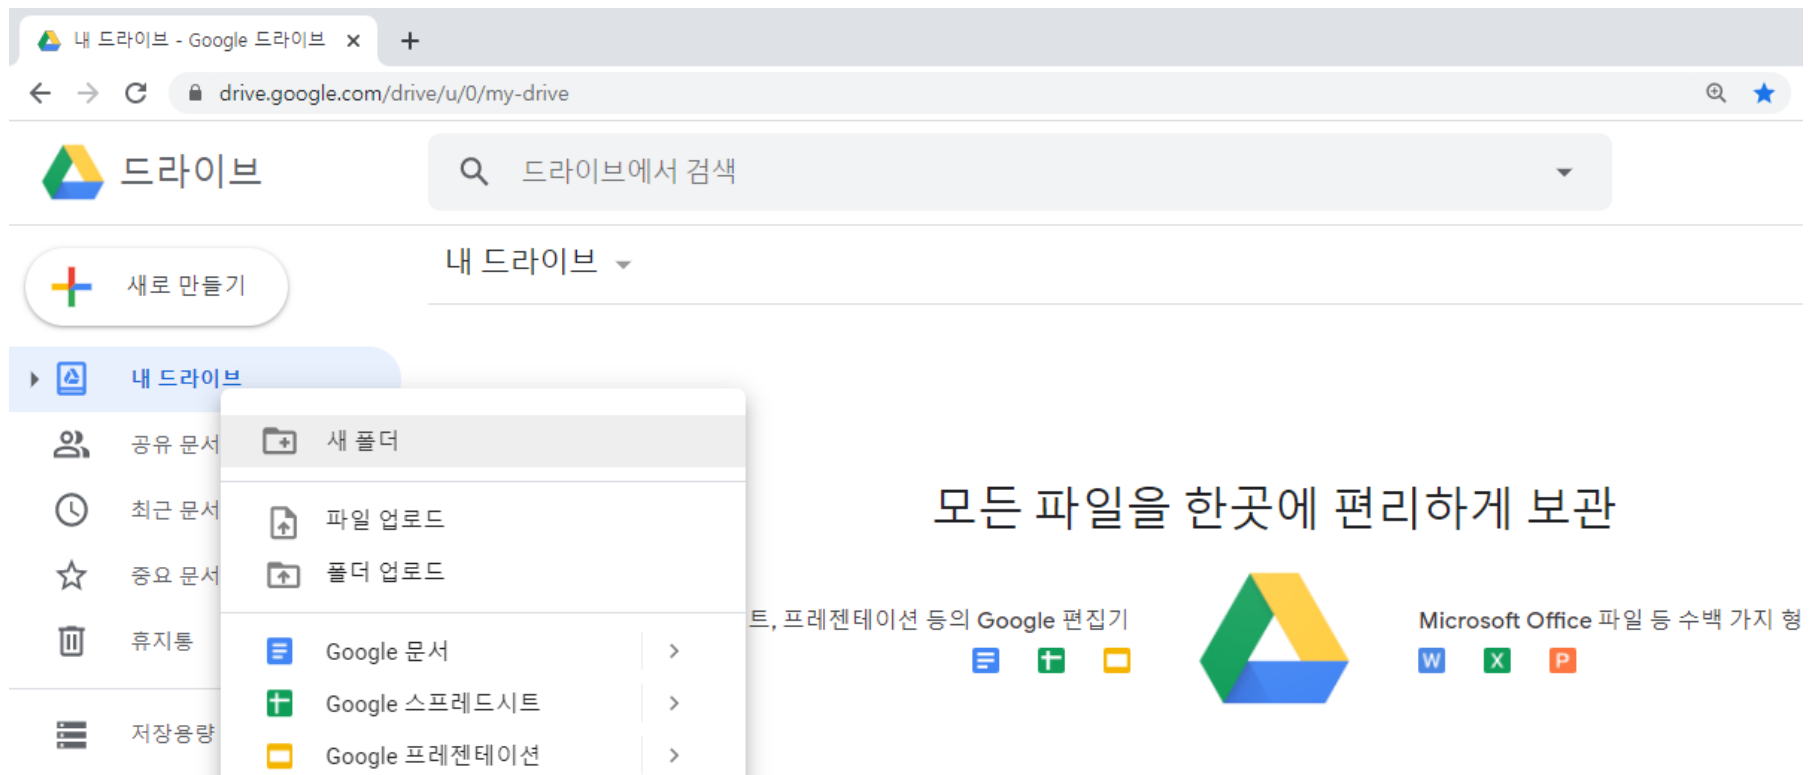 내 드라이브 - Google 드라이브
drive.google.com/drive/u/0/my-drive
드라이브
드라이브에서 검색
새로 만들기
내 드라이브
내 드라이브
공유 문서
최근 문서
중요 문서
휴지통
저장용량
새 폴더
파일 업로드
폴더 업로드
Google 문서
Google 스프레드시트
Google 프레젠테이션
모든 파일을 한곳에 편리하게 보관
트, 프레젠테이션 등의 Google 편집기
Microsoft Office 파일 등 수백 가지 형
W X P